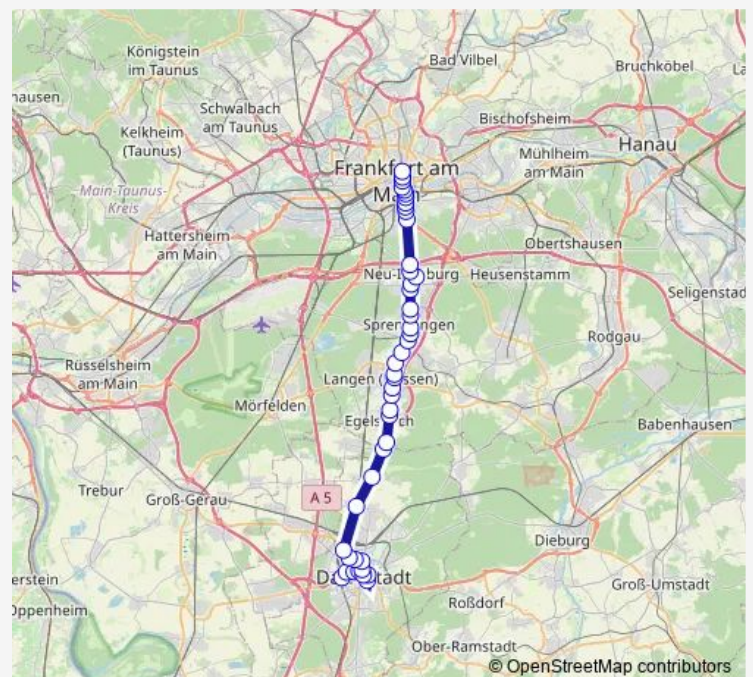 Königstein
im Taunus
Bad Vilbel
Bruchköbel
hausen
Schwalbach
am Taunus
Bischofsheim
Kelkheim
(Taunus)
Frankfurt am
Main
Mühlheim
am Main
Hanau
Main-Taunus-
Kreis
Hattersheim
am Main
Obertshausen
Heusenstamm
Seligenstad
Rodgau
Rüsselsheim
am Main
Langen
Mörfelden
Babenhausen
Trebur
Groß-Gerau
A 5
Dieburg
erstein
Groß-Umstadt
Oppenheim
Roßdorf
Ober-Ramstadt
© OpenStreetMap contributors